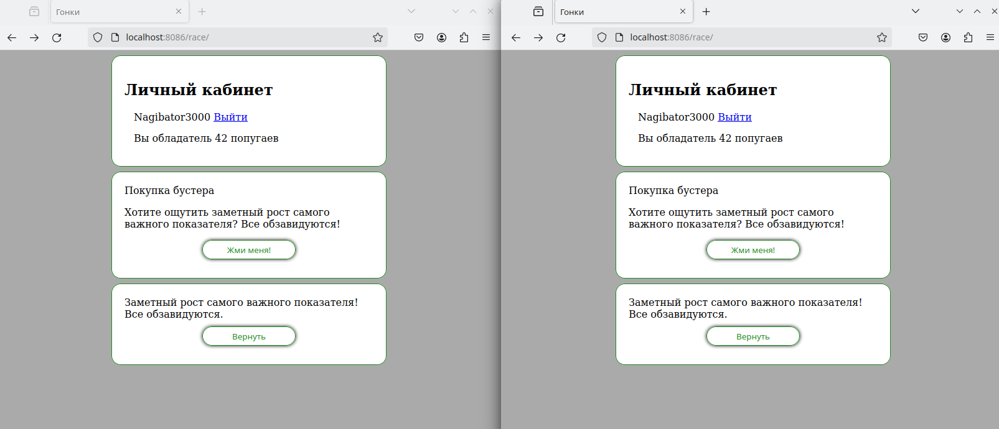 Гонки
localhost:8086/race/
Личный кабинет
Nagibator3000 Выйти
Вы обладатель 42 попугаев
Покупка бустера
Хотите ощутить заметный рост самого
важного показателя? Все обзавидуются!
Жми меня!
Заметный рост самого важного показателя!
Все обзавидуются.
Вернуть
Гонки
localhost:8086/race/
Личный кабинет
Nagibator3000 Выйти
Вы обладатель 42 попугаев
Покупка бустера
Хотите ощутить заметный рост самого
важного показателя? Все обзавидуются!
Жми меня!
Заметный рост самого важного показателя!
Все обзавидуются.
Вернуть